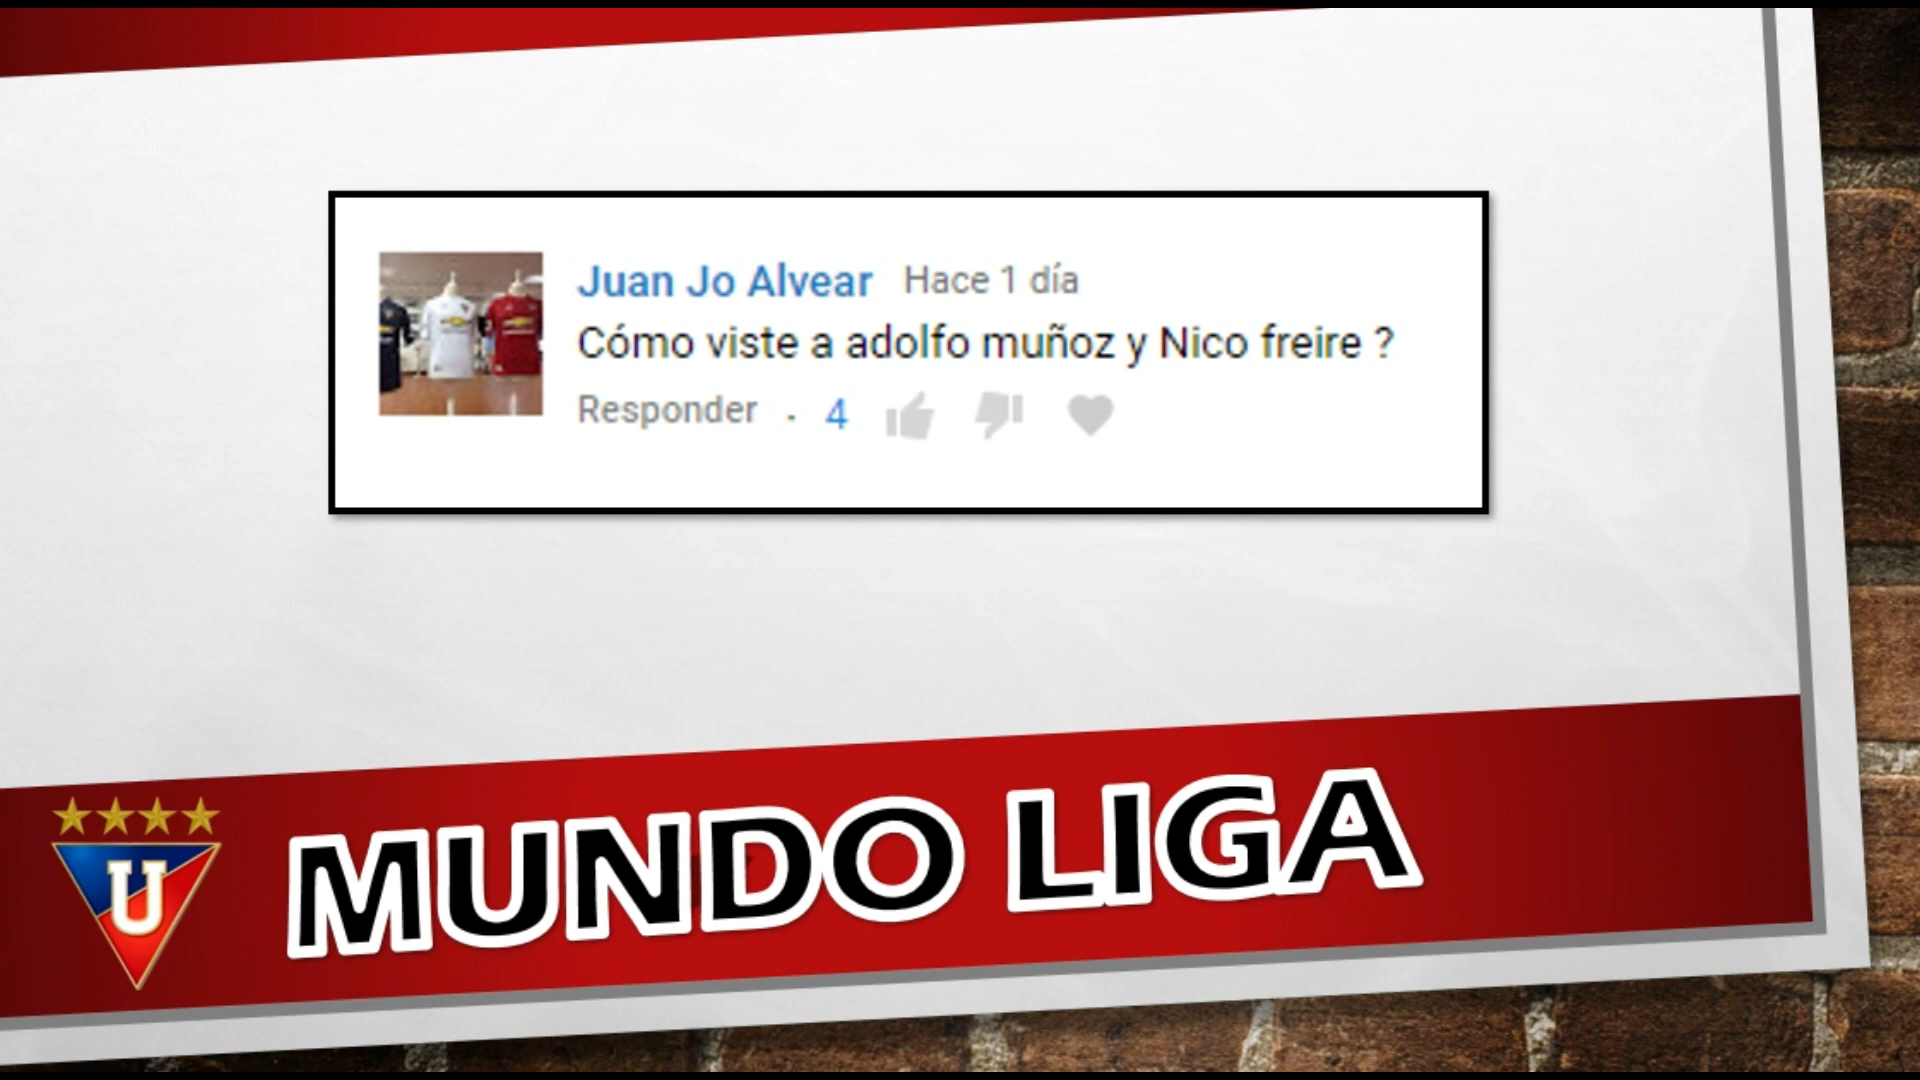 Juan Jo Alvear Hace 1 día
Cómo viste a adolfo muñoz y Nico freire ?
Responder . 4
U
MUNDO LIGA